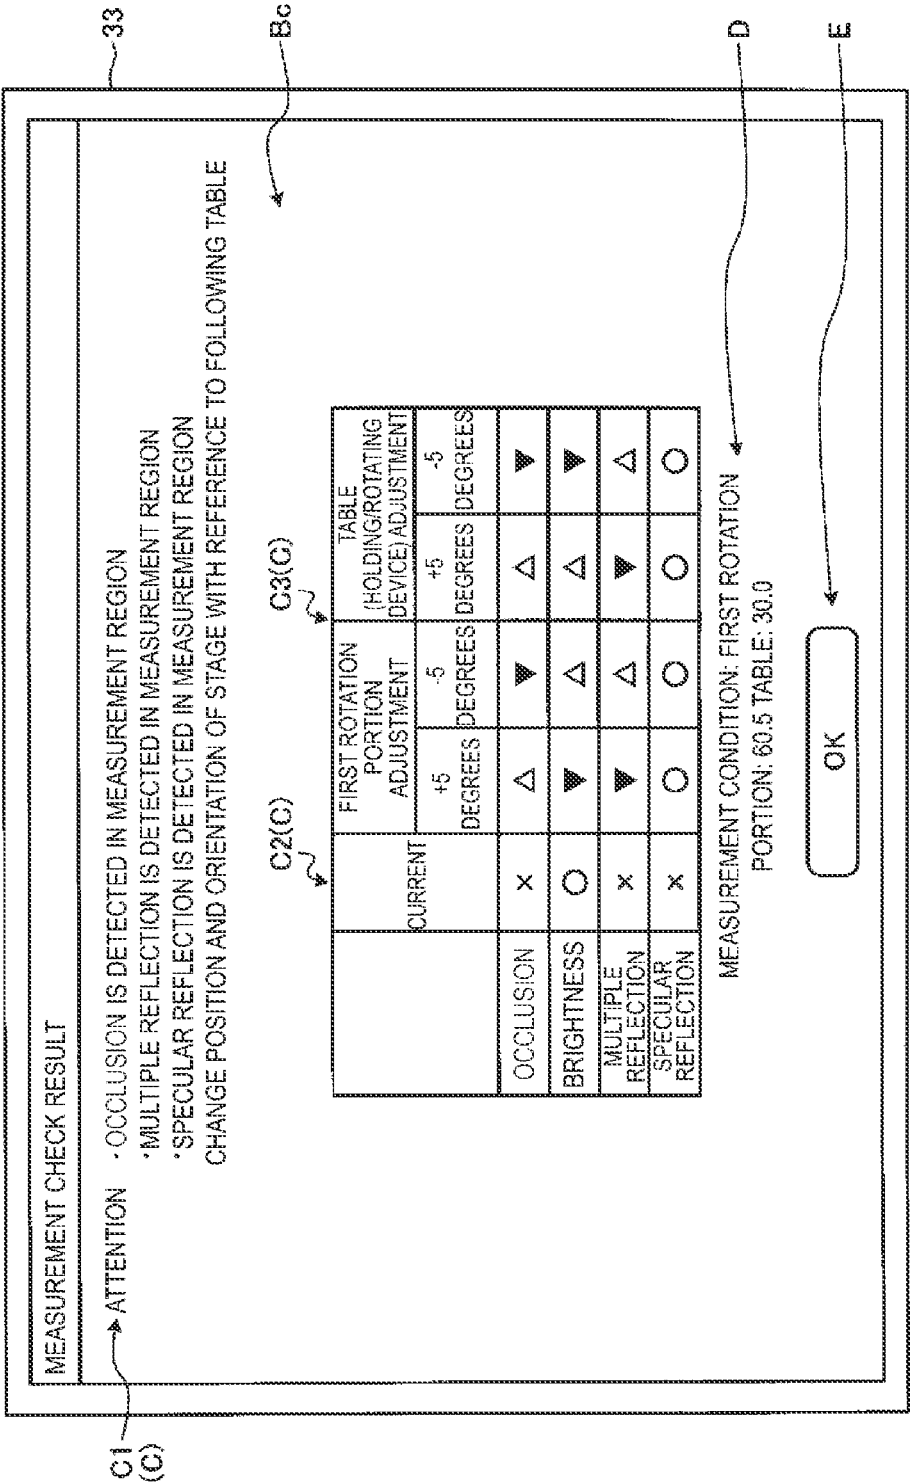 33
Bc
D
E
MEASUREMENT CHECK RESULT
C1
(C)
ATTENTION ・OCCLUSION IS DETECTED IN MEASUREMENT REGION
・MULTIPLE REFLECTION IS DETECTED IN MEASUREMENT REGION
・SPECULAR REFLECTION IS DETECTED IN MEASUREMENT REGION
CHANGE POSITION AND ORIENTATION OF STAGE WITH REFERENCE TO FOLLOWING TABLE
C2(C)
C3(C)
CURRENT
FIRST ROTATION
PORTION
ADJUSTMENT
TABLE
(HOLDING/ROTATING
DEVICE) ADJUSTMENT
+5
DEGREES
-5
DEGREES
+5
DEGREES
-5
DEGREES
OCCLUSION × △ ▼ △ ▼
BRIGHTNESS ○ ▼ △ △ ▼
MULTIPLE
REFLECTION × ▼ △ ▼ △
SPECULAR
REFLECTION × ○ ○ ○ ○
MEASUREMENT CONDITION: FIRST ROTATION
PORTION: 60.5 TABLE: 30.0
OK